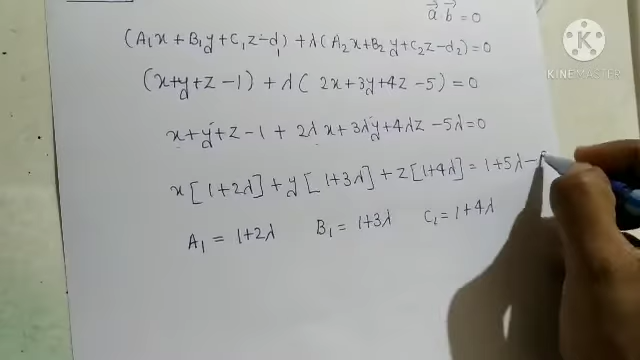 a⃗ b⃗ = 0
(A₁x + B₁y + C₁z - d₁) + λ(A₂x + B₂y + C₂z - d₂) = 0
(x+y+z-1) + λ(2x+3y+4z-5) = 0
x+y+z-1 + 2λx + 3λy + 4λz - 5λ = 0
x[1+2λ] + y[1+3λ] + z[1+4λ] = 1+5λ -
A₁ = 1+2λ B₁ = 1+3λ C₁ = 1+4λ
KINEMASTER